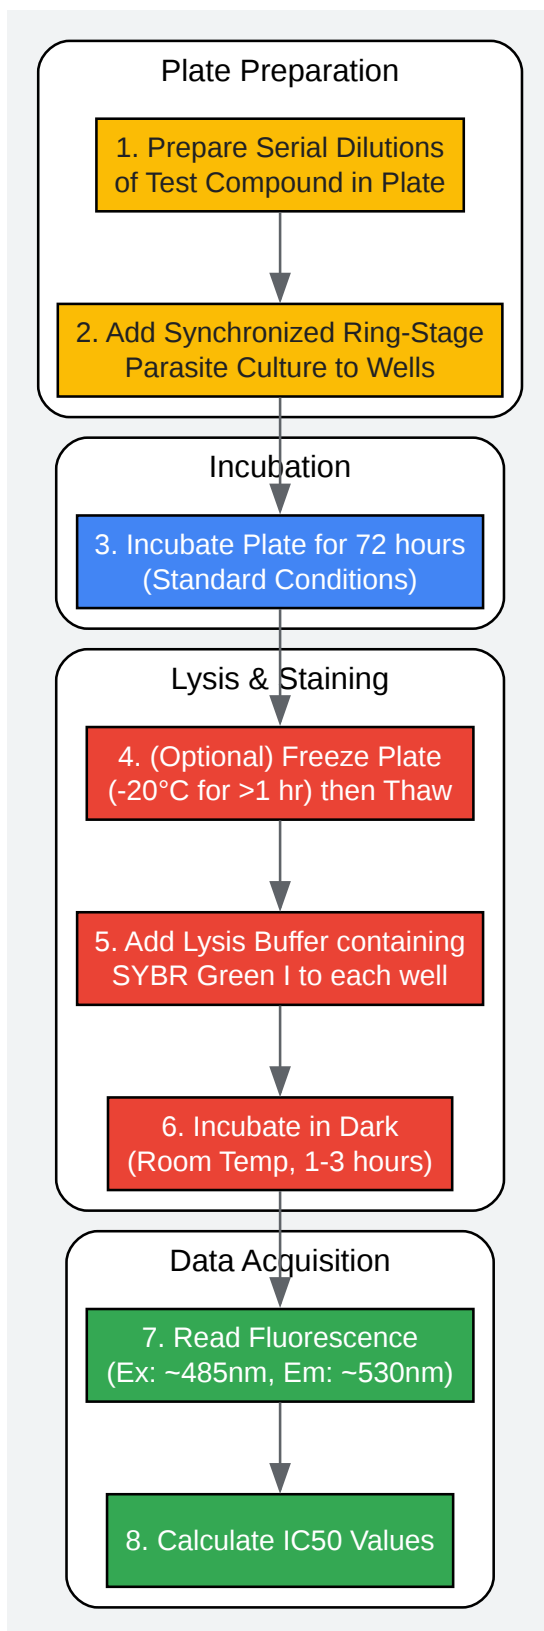 Plate Preparation
1. Prepare Serial Dilutions
of Test Compound in Plate
2. Add Synchronized Ring-Stage
Parasite Culture to Wells
Incubation
3. Incubate Plate for 72 hours
(Standard Conditions)
Lysis & Staining
4. (Optional) Freeze Plate
(-20°C for >1 hr) then Thaw
5. Add Lysis Buffer containing
SYBR Green I to each well
6. Incubate in Dark
(Room Temp, 1-3 hours)
Data Acquisition
7. Read Fluorescence
(Ex: ~485nm, Em: ~530nm)
8. Calculate IC50 Values